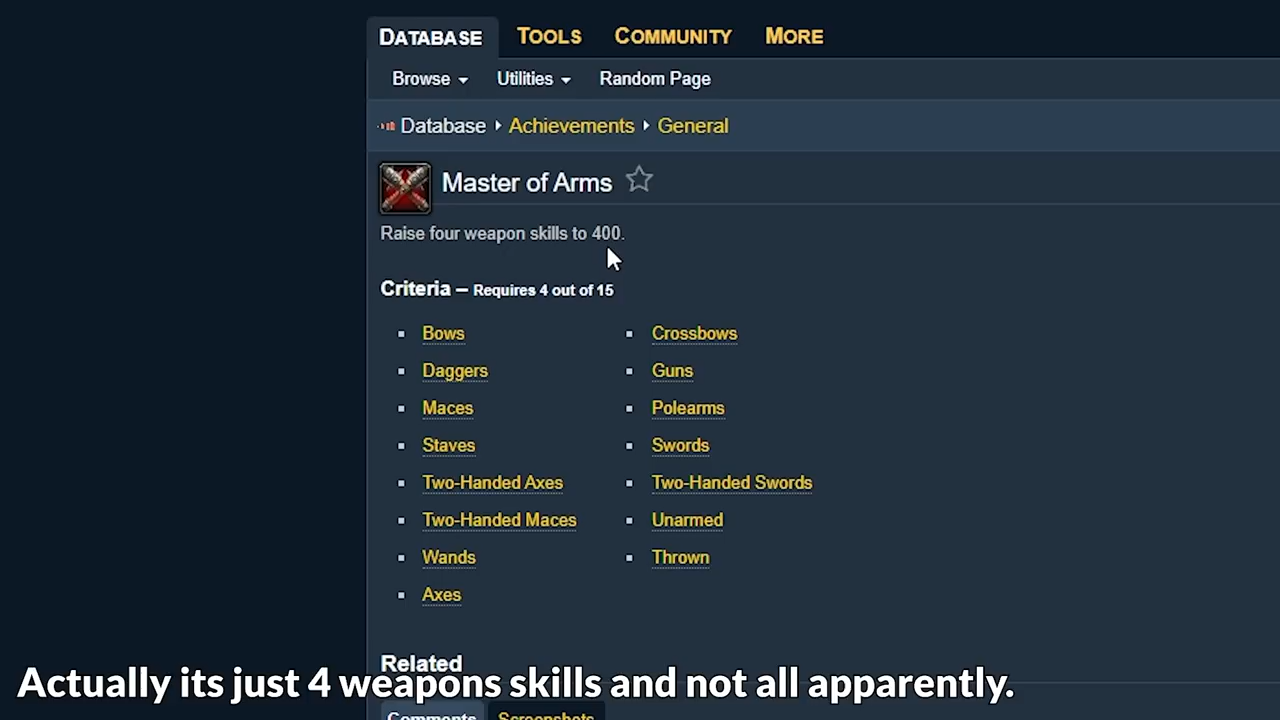 DATABASE TOOLS COMMUNITY MORE
Browse Utilities Random Page
Database Achievements General
Master of Arms
Raise four weapon skills to 400.
Criteria – Requires 4 out of 15
Bows Crossbows
Daggers Guns
Maces Polearms
Staves Swords
Two-Handed Axes Two-Handed Swords
Two-Handed Maces Unarmed
Wands Thrown
Axes
Related
Actually its just 4 weapons skills and not all apparently.
Comments Screenshots